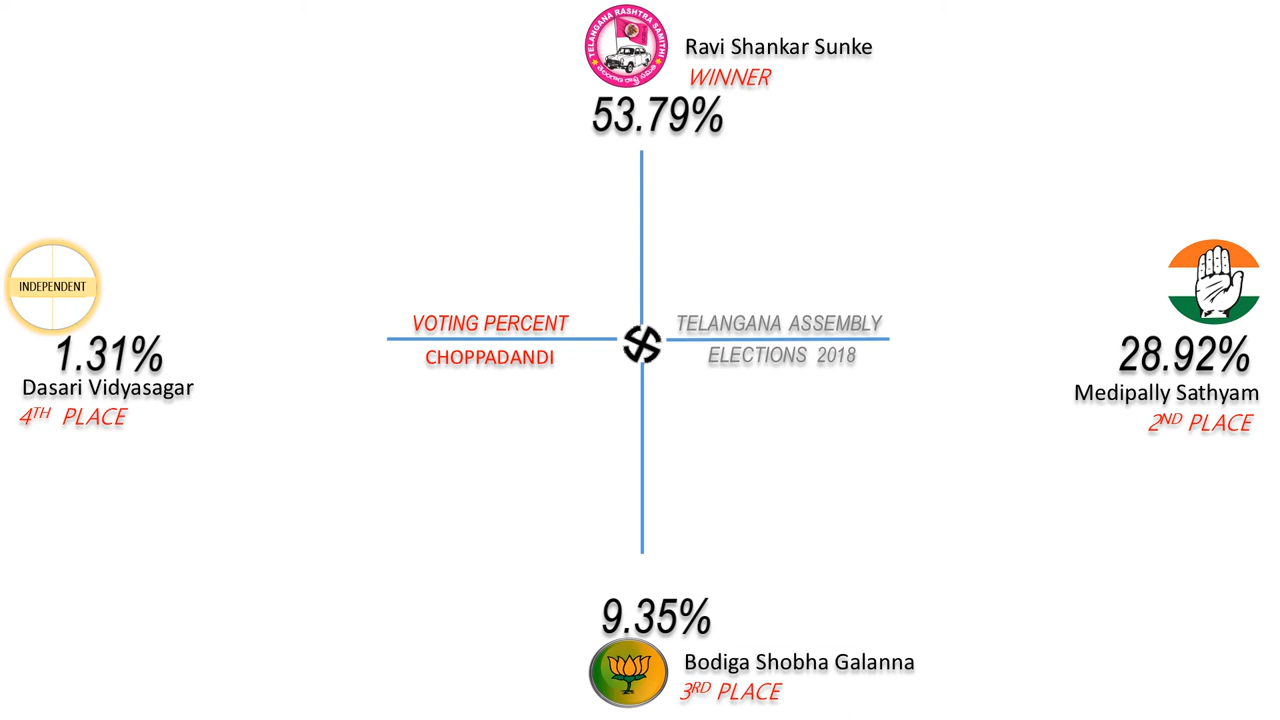 TELANGANA RASHTRA SAMITHI
తెలంగాణ రాష్ట్ర సమితి
Ravi Shankar Sunke
WINNER
53.79%
INDEPENDENT
1.31%
Dasari Vidyasagar
4TH PLACE
VOTING PERCENT
CHOPPADANDI
TELANGANA ASSEMBLY
ELECTIONS 2018
28.92%
Medipally Sathyam
2ND PLACE
9.35%
Bodiga Shobha Galanna
3RD PLACE